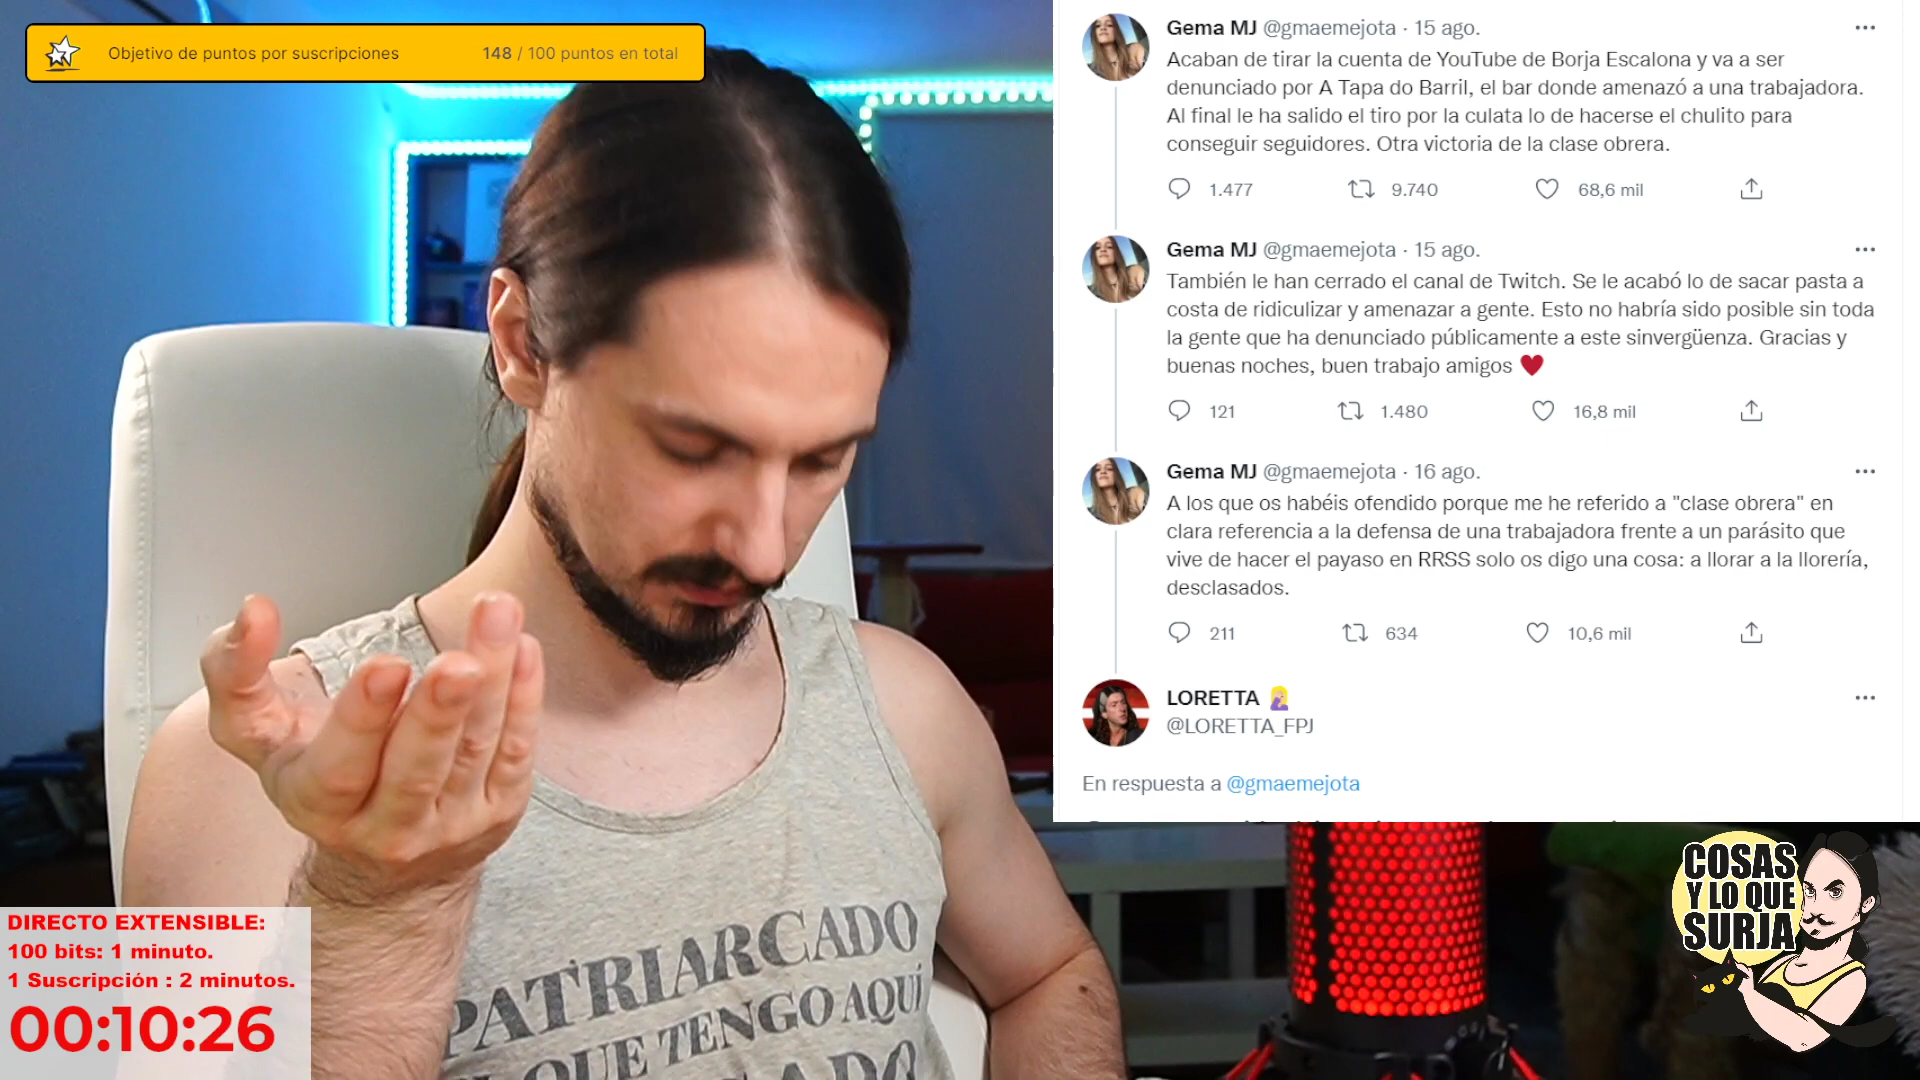 Objetivo de puntos por suscripciones 148 / 100 puntos en total
Gema MJ @gmaemejota · 15 ago.
Acaban de tirar la cuenta de YouTube de Borja Escalona y va a ser
denunciado por A Tapa do Barril, el bar donde amenazó a una trabajadora.
Al final le ha salido el tiro por la culata lo de hacerse el chulito para
conseguir seguidores. Otra victoria de la clase obrera.
1.477 9.740 68,6 mil
Gema MJ @gmaemejota · 15 ago.
También le han cerrado el canal de Twitch. Se le acabó lo de sacar pasta a
costa de ridiculizar y amenazar a gente. Esto no habría sido posible sin toda
la gente que ha denunciado públicamente a este sinvergüenza. Gracias y
buenas noches, buen trabajo amigos ♥
121 1.480 16,8 mil
Gema MJ @gmaemejota · 16 ago.
A los que os habéis ofendido porque me he referido a "clase obrera" en
clara referencia a la defensa de una trabajadora frente a un parásito que
vive de hacer el payaso en RRSS solo os digo una cosa: a llorar a la llorería,
desclasados.
211 634 10,6 mil
LORETTA 🤦🏼‍♀️
@LORETTA_FPJ
En respuesta a @gmaemejota
PATRIARCADO
QUE TENGO AQUÍ
DIRECTO EXTENSIBLE:
100 bits: 1 minuto.
1 Suscripción : 2 minutos.
00:10:26
COSAS
Y LO QUE
SURJA